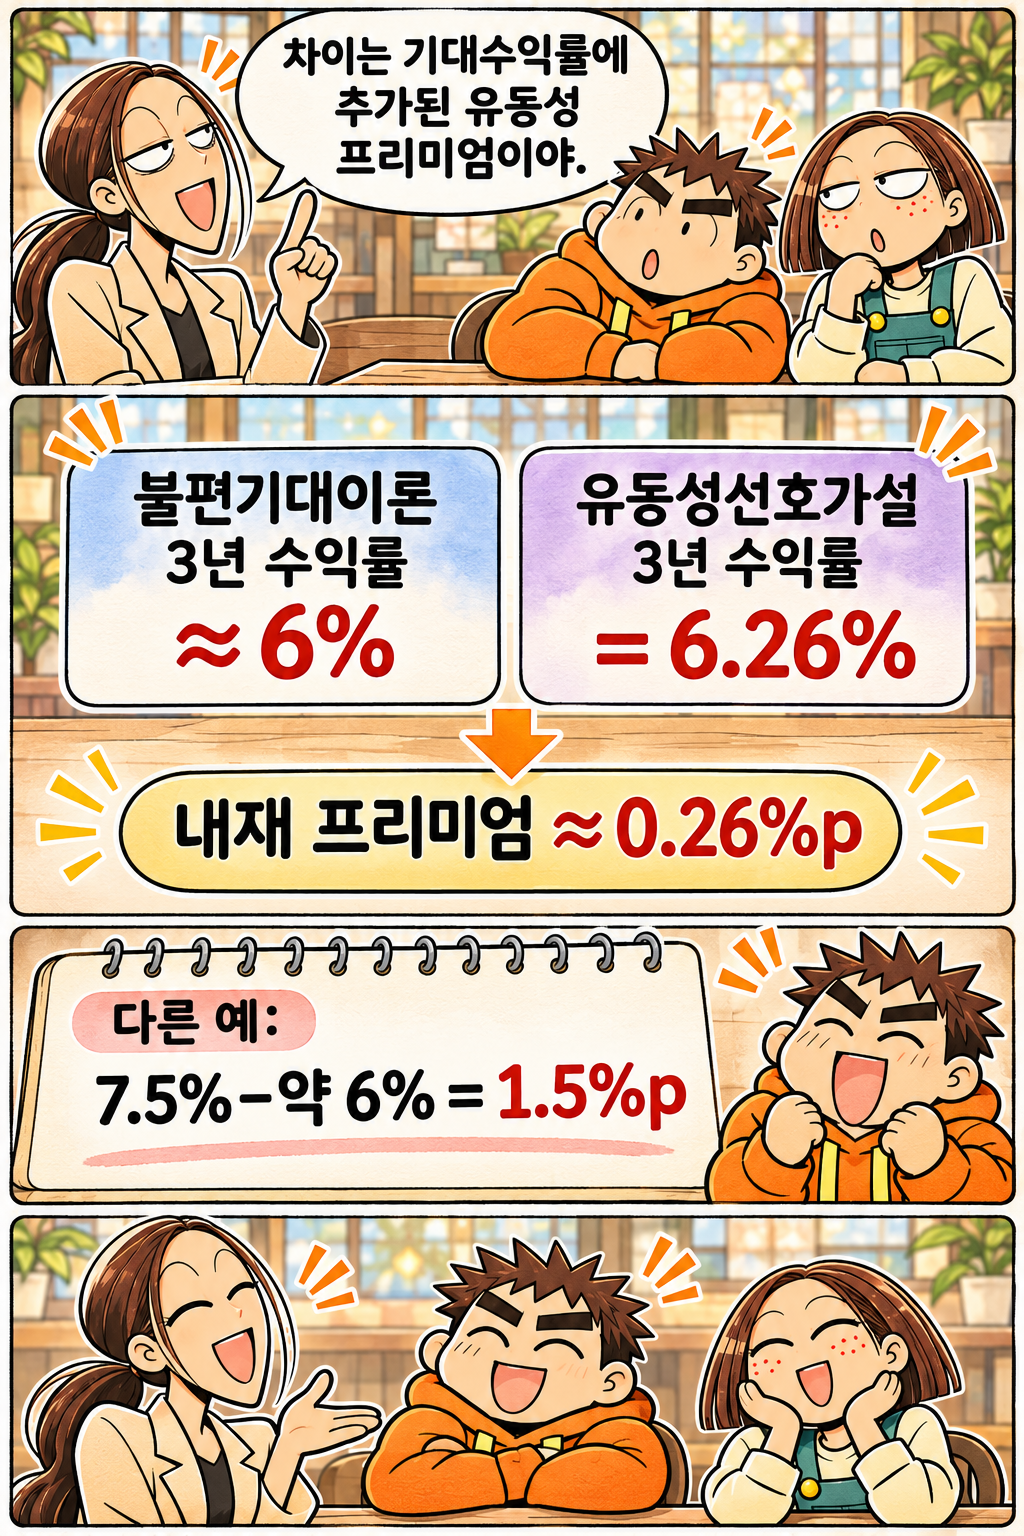 차이는 기대수익률에
추가된 유동성
프리미엄이야.
불편기대이론
3년 수익률
≈6%
유동성선호가설
3년 수익률
=6.26%
내재 프리미엄 ≈0.26%p
다른 예:
7.5%-약 6%=1.5%p